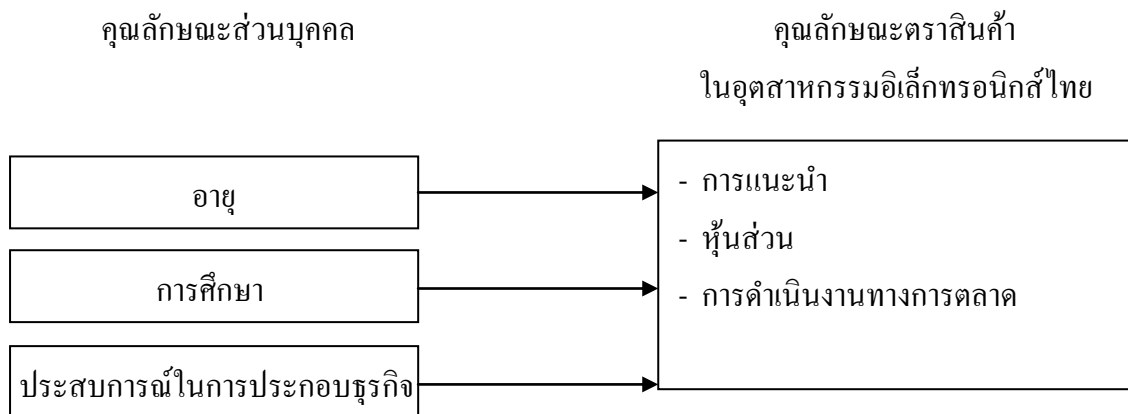 คุณลักษณะส่วนบุคคล
คุณลักษณะตราสินค้า
ในอุตสาหกรรมอิเล็กทรอนิกส์ไทย
อายุ
การศึกษา
ประสบการณ์ในการประกอบธุรกิจ
- การแนะนำ
- หุ้นส่วน
- การดำเนินงานทางการตลาด